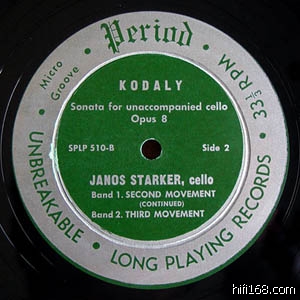 Period
Micro Groove
33⅓ RPM
UNBREAKABLE • LONG PLAYING RECORDS
KODALY
Sonata for unaccompanied cello
Opus 8
SPLP 510-B Side 2
JANOS STARKER, cello
Band 1. SECOND MOVEMENT
(CONTINUED)
Band 2. THIRD MOVEMENT
hifi168.com